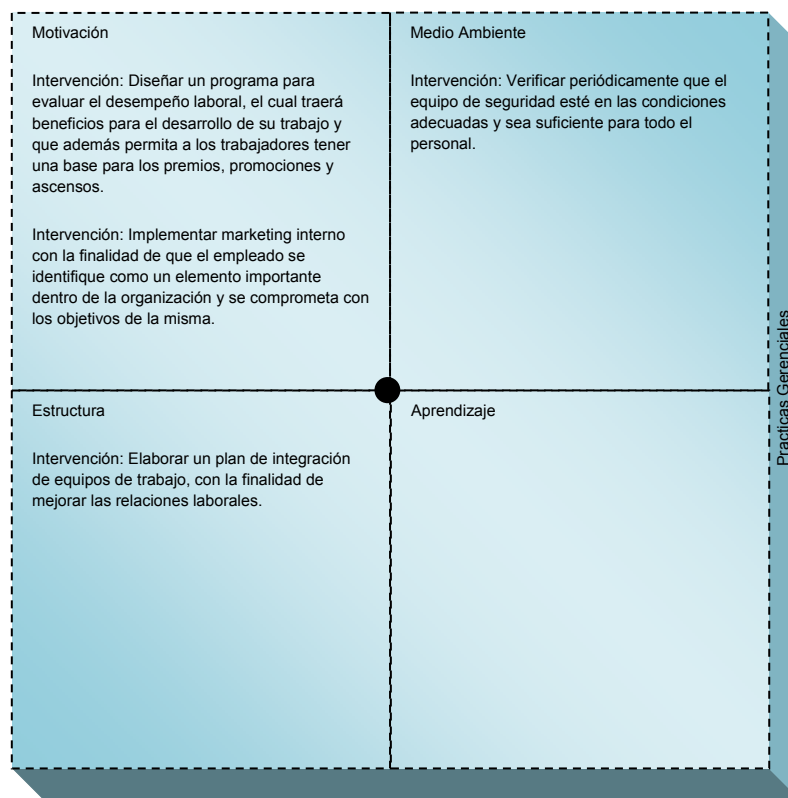 Motivación
Intervención: Diseñar un programa para
evaluar el desempeño laboral, el cual traerá
beneficios para el desarrollo de su trabajo y
que además permita a los trabajadores tener
una base para los premios, promociones y
ascensos.
Intervención: Implementar marketing interno
con la finalidad de que el empleado se
identifique como un elemento importante
dentro de la organización y se comprometa con
los objetivos de la misma.
Medio Ambiente
Intervención: Verificar periódicamente que el
equipo de seguridad esté en las condiciones
adecuadas y sea suficiente para todo el
personal.
Estructura
Intervención: Elaborar un plan de integración
de equipos de trabajo, con la finalidad de
mejorar las relaciones laborales.
Aprendizaje
Practicas Gerenciales